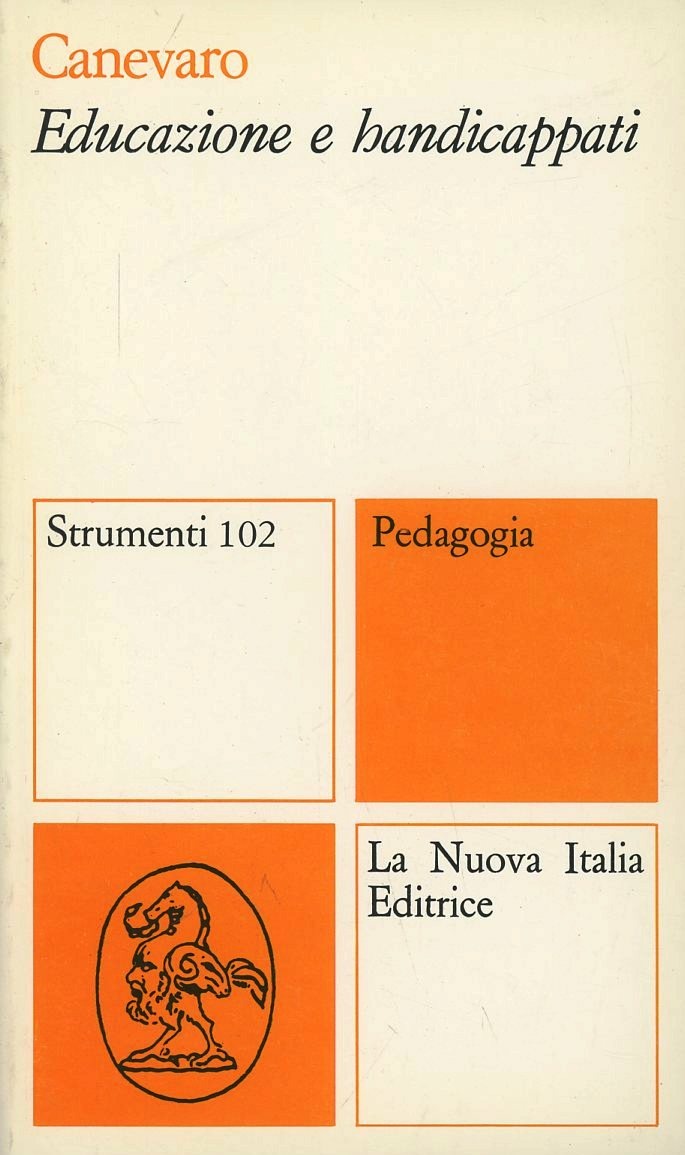 Canevaro
Educazione e handicappati
Strumenti 102
Pedagogia
La Nuova Italia
Editrice